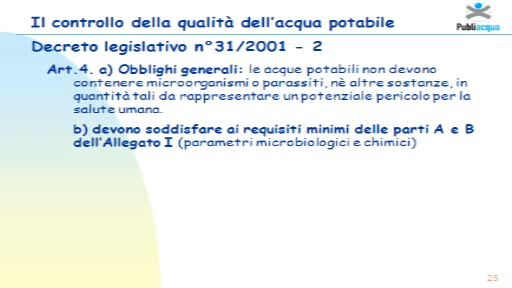 Il controllo della qualità dell'acqua potabile
Publiacqua
Decreto legislativo n°31/2001 - 2
Art.4. a) Obblighi generali: le acque potabili non devono
contenere microorganismi o parassiti, nè altre sostanze, in
quantità tali da rappresentare un potenziale pericolo per la
salute umana.
b) devono soddisfare ai requisiti minimi delle parti A e B
dell'Allegato I (parametri microbiologici e chimici)
25